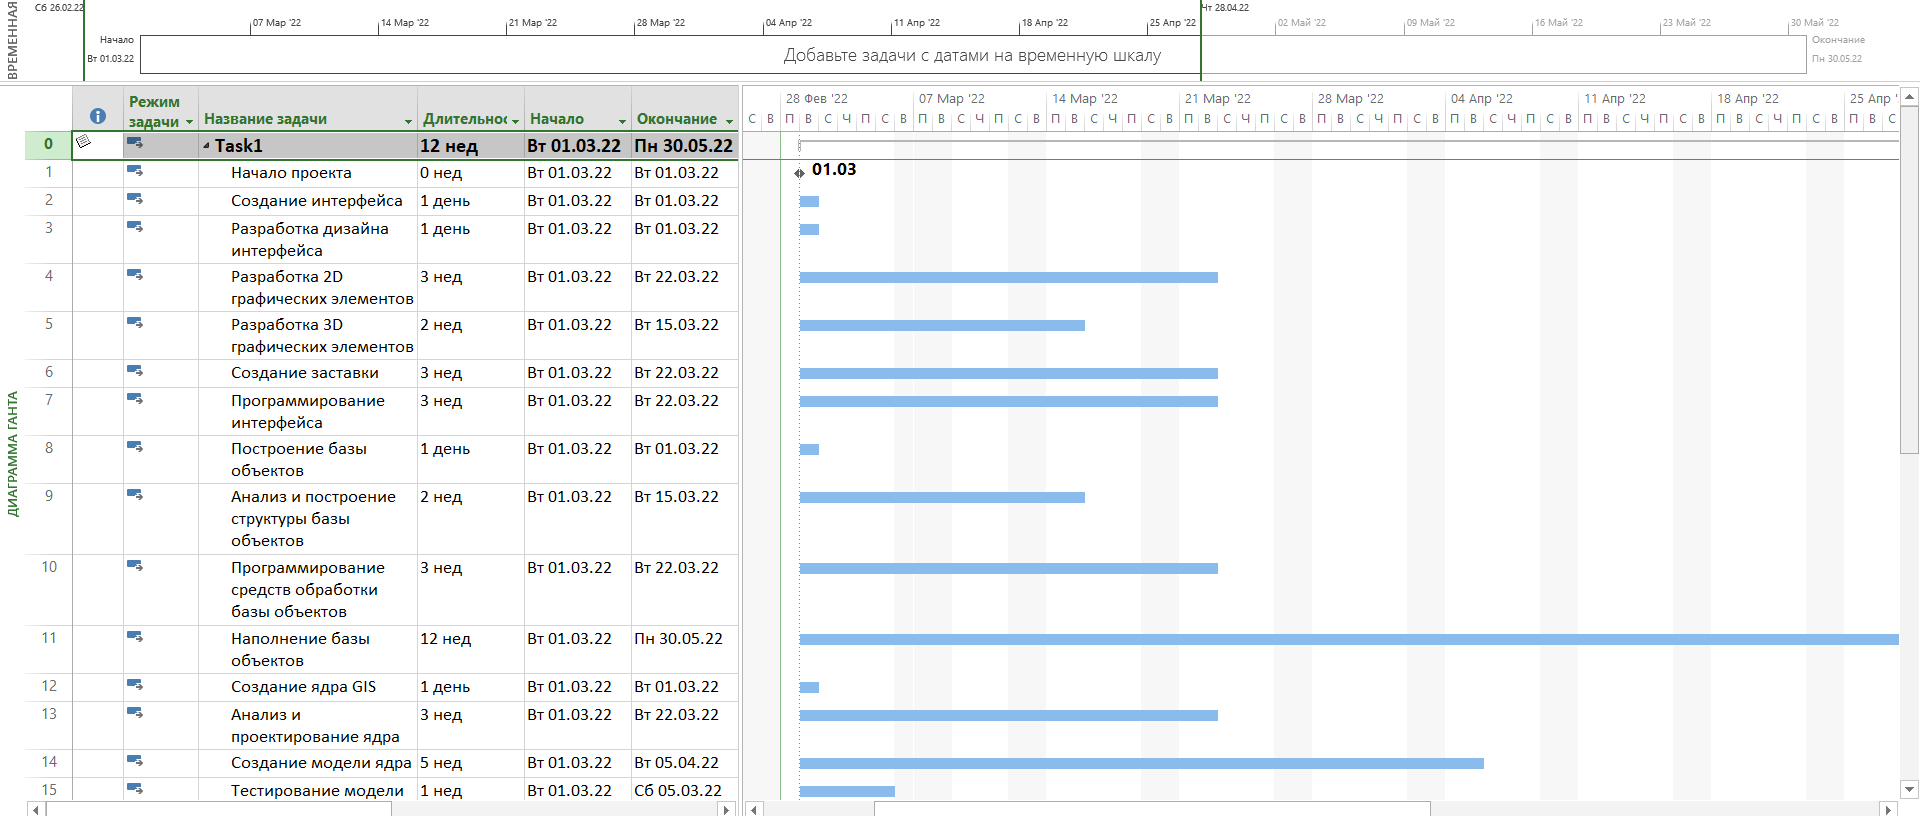 ВРЕМЕННАЯ
Сб 26.02.22
Чт 28.04.22
07 Мар '22 14 Мар '22 21 Мар '22 28 Мар '22 04 Апр '22 11 Апр '22 18 Апр '22 25 Апр '22 02 Май '22 09 Май '22 16 Май '22 23 Май '22 30 Май '22
Начало
Вт 01.03.22
Добавьте задачи с датами на временную шкалу
Окончание
Пн 30.05.22
ДИАГРАММА ГАНТА
Режим задачи Название задачи Длительнос Начало Окончание
28 Фев '22 07 Мар '22 14 Мар '22 21 Мар '22 28 Мар '22 04 Апр '22 11 Апр '22 18 Апр '22 25 Апр '
С В П В С Ч П С В П В С Ч П С В П В С Ч П С В П В С Ч П С В П В С Ч П С В П В С Ч П С В П В С Ч П С В П В С Ч П С В П В С
0 Task1 12 нед Вт 01.03.22 Пн 30.05.22
1 Начало проекта 0 нед Вт 01.03.22 Вт 01.03.22
01.03
2 Создание интерфейса 1 день Вт 01.03.22 Вт 01.03.22
3 Разработка дизайна 1 день Вт 01.03.22 Вт 01.03.22
интерфейса
4 Разработка 2D 3 нед Вт 01.03.22 Вт 22.03.22
графических элементов
5 Разработка 3D 2 нед Вт 01.03.22 Вт 15.03.22
графических элементов
6 Создание заставки 3 нед Вт 01.03.22 Вт 22.03.22
7 Программирование 3 нед Вт 01.03.22 Вт 22.03.22
интерфейса
8 Построение базы 1 день Вт 01.03.22 Вт 01.03.22
объектов
9 Анализ и построение 2 нед Вт 01.03.22 Вт 15.03.22
структуры базы
объектов
10 Программирование 3 нед Вт 01.03.22 Вт 22.03.22
средств обработки
базы объектов
11 Наполнение базы 12 нед Вт 01.03.22 Пн 30.05.22
объектов
12 Создание ядра GIS 1 день Вт 01.03.22 Вт 01.03.22
13 Анализ и 3 нед Вт 01.03.22 Вт 22.03.22
проектирование ядра
14 Создание модели ядра 5 нед Вт 01.03.22 Вт 05.04.22
15 Тестирование модели 1 нед Вт 01.03.22 Сб 05.03.22